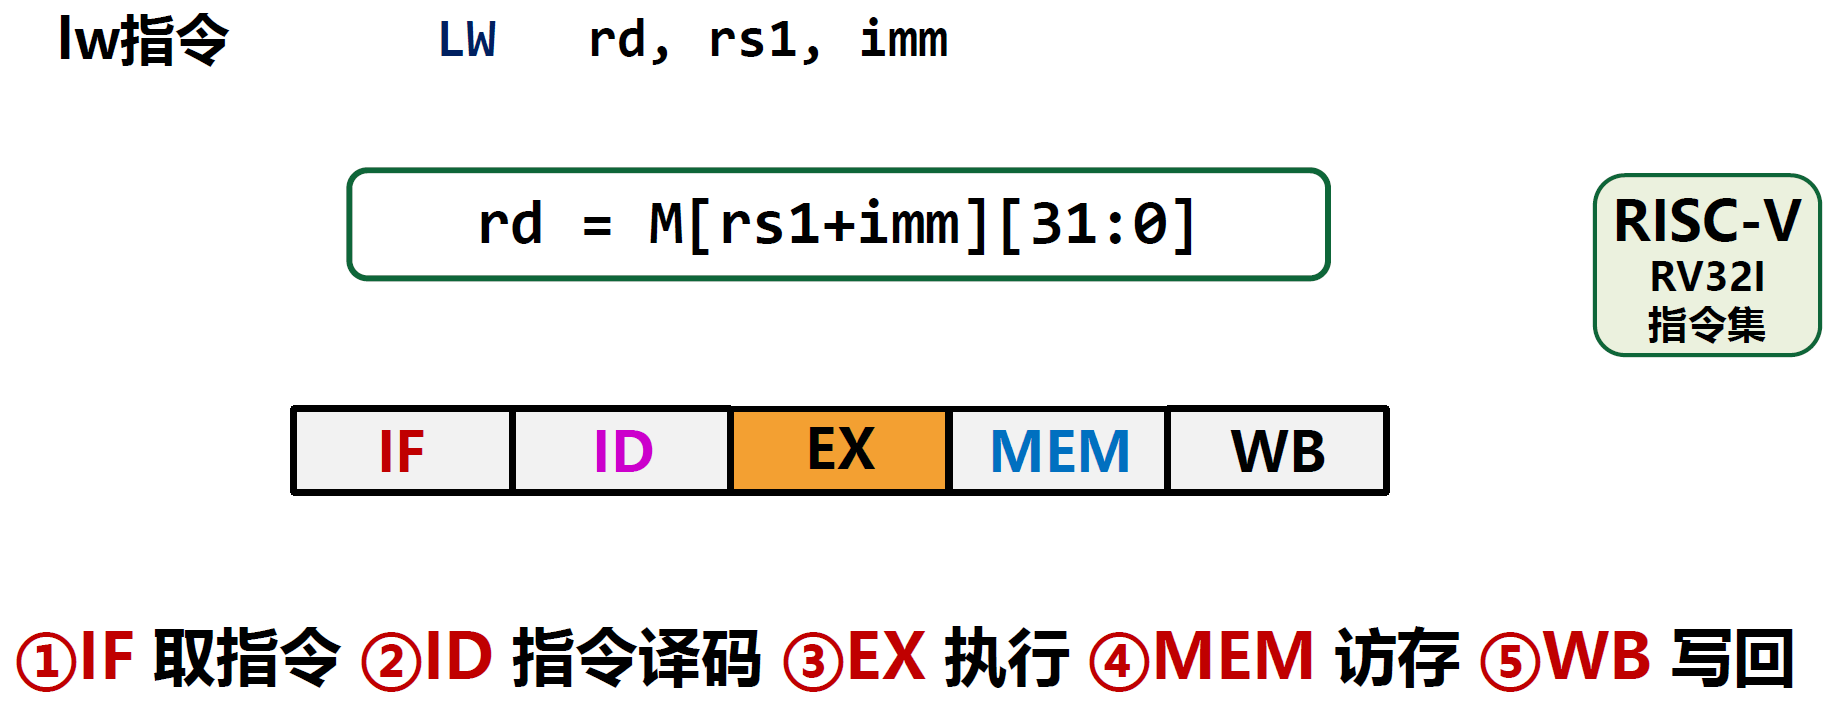 lw指令 LW rd, rs1, imm
rd = M[rs1+imm][31:0]
RISC-V
RV32I
指令集
IF ID EX MEM WB
①IF 取指令 ②ID 指令译码 ③EX 执行 ④MEM 访存 ⑤WB 写回